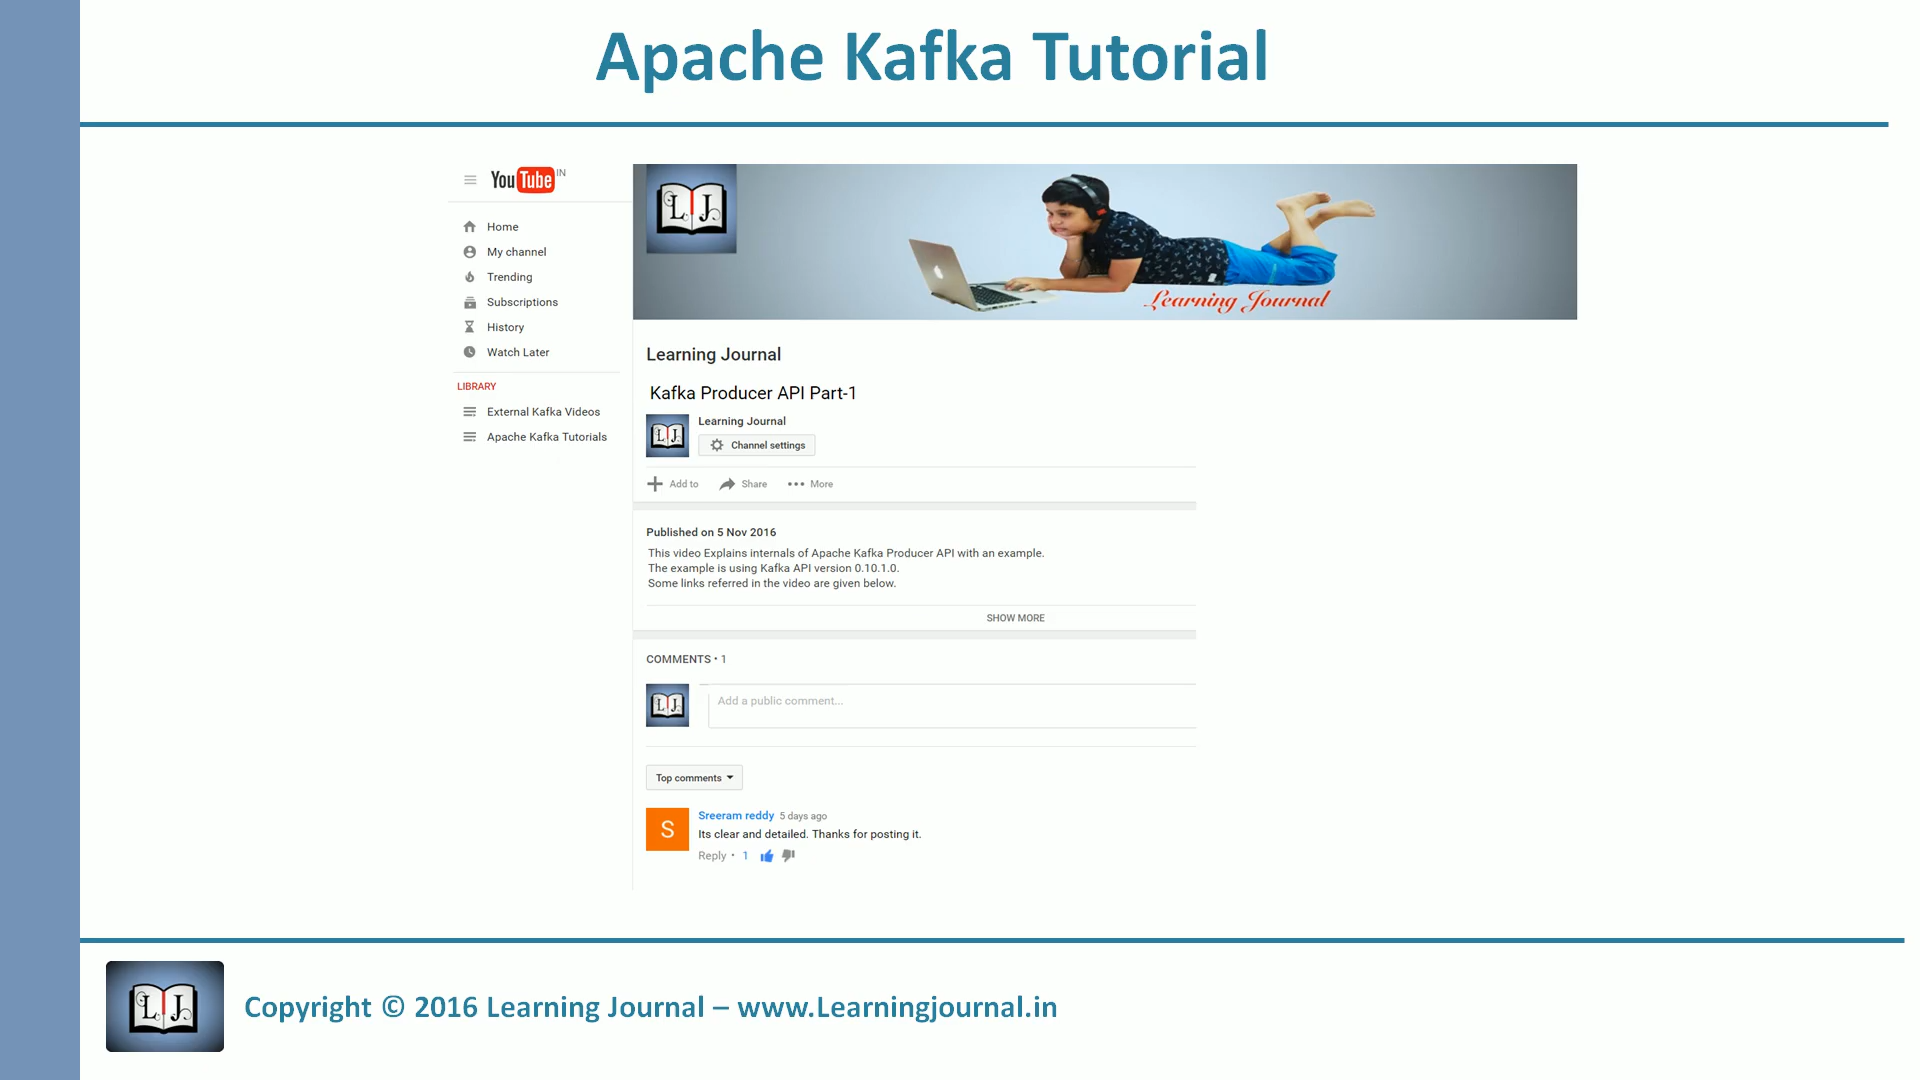 Apache Kafka Tutorial
YouTube IN
Home
My channel
Trending
Subscriptions
History
Watch Later
LIBRARY
External Kafka Videos
Apache Kafka Tutorials
LJ
Learning Journal
Learning Journal
Kafka Producer API Part-1
LJ
Learning Journal
Channel settings
Add to
Share
More
Published on 5 Nov 2016
This video Explains internals of Apache Kafka Producer API with an example.
The example is using Kafka API version 0.10.1.0.
Some links referred in the video are given below.
SHOW MORE
COMMENTS • 1
LJ
Add a public comment...
Top comments
S
Sreeram reddy 5 days ago
Its clear and detailed. Thanks for posting it.
Reply • 1
LJ
Copyright © 2016 Learning Journal – www.Learningjournal.in